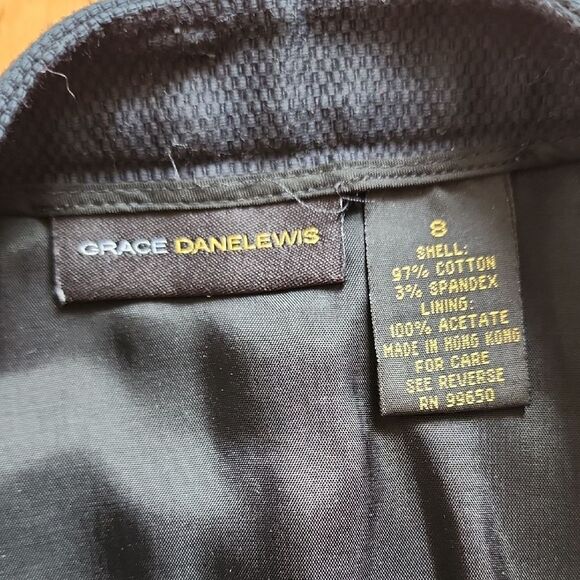 GRACE DANELEWIS
8
SHELL:
97% COTTON
3% SPANDEX
LINING:
100% ACETATE
MADE IN HONG KONG
FOR CARE
SEE REVERSE
RN 99650